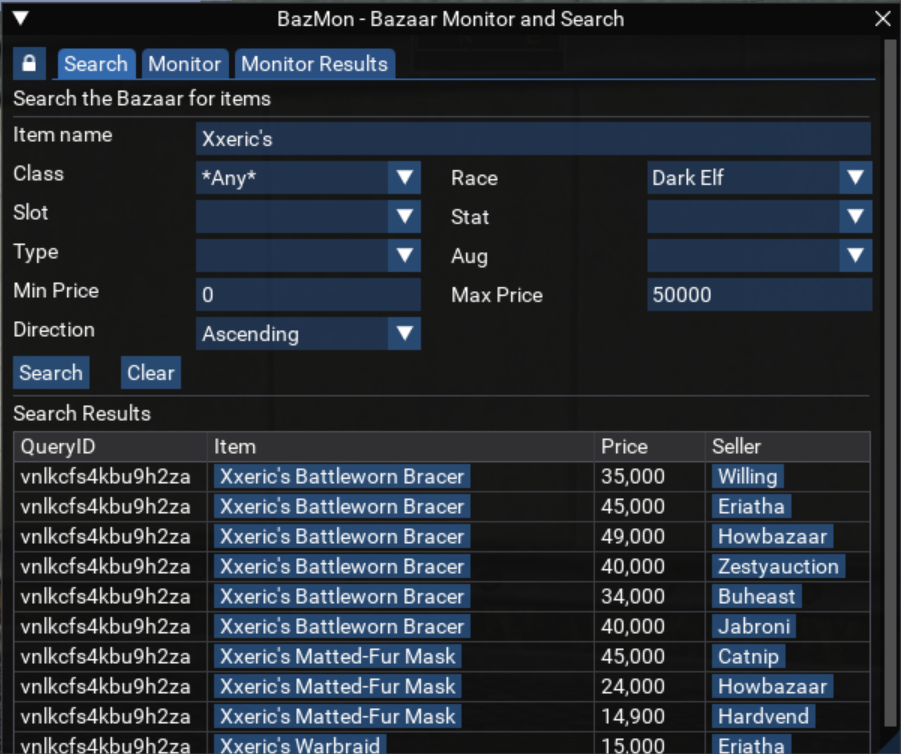 BazMon - Bazaar Monitor and Search
Search Monitor Monitor Results
Search the Bazaar for items
Item name Xxeric's
Class *Any* Race Dark Elf
Slot Stat
Type Aug
Min Price 0 Max Price 50000
Direction Ascending
Search Clear
Search Results
QueryID Item Price Seller
vnlkcfs4kbu9h2za Xxeric's Battleworn Bracer 35,000 Willing
vnlkcfs4kbu9h2za Xxeric's Battleworn Bracer 45,000 Eriatha
vnlkcfs4kbu9h2za Xxeric's Battleworn Bracer 49,000 Howbazaar
vnlkcfs4kbu9h2za Xxeric's Battleworn Bracer 40,000 Zestyauction
vnlkcfs4kbu9h2za Xxeric's Battleworn Bracer 34,000 Buheast
vnlkcfs4kbu9h2za Xxeric's Battleworn Bracer 40,000 Jabroni
vnlkcfs4kbu9h2za Xxeric's Matted-Fur Mask 45,000 Catnip
vnlkcfs4kbu9h2za Xxeric's Matted-Fur Mask 24,000 Howbazaar
vnlkcfs4kbu9h2za Xxeric's Matted-Fur Mask 14,900 Hardvend
vnlkcfs4kbu9h2za Xxeric's Warbraid 15,000 Eriatha